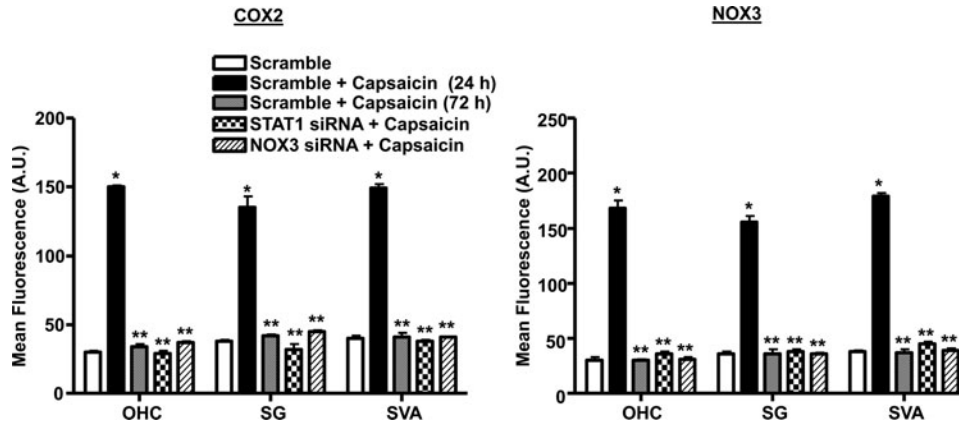 COX2
NOX3
Scramble
Scramble + Capsaicin (24 h)
Scramble + Capsaicin (72 h)
STAT1 siRNA + Capsaicin
NOX3 siRNA + Capsaicin
Mean Fluorescence (A.U.)
200
150
100
50
0
*
**
**
**
*
**
**
**
*
**
**
**
OHC
SG
SVA
Mean Fluorescence (A.U.)
250
200
150
100
50
0
*
**
**
**
*
**
**
**
*
**
**
**
OHC
SG
SVA